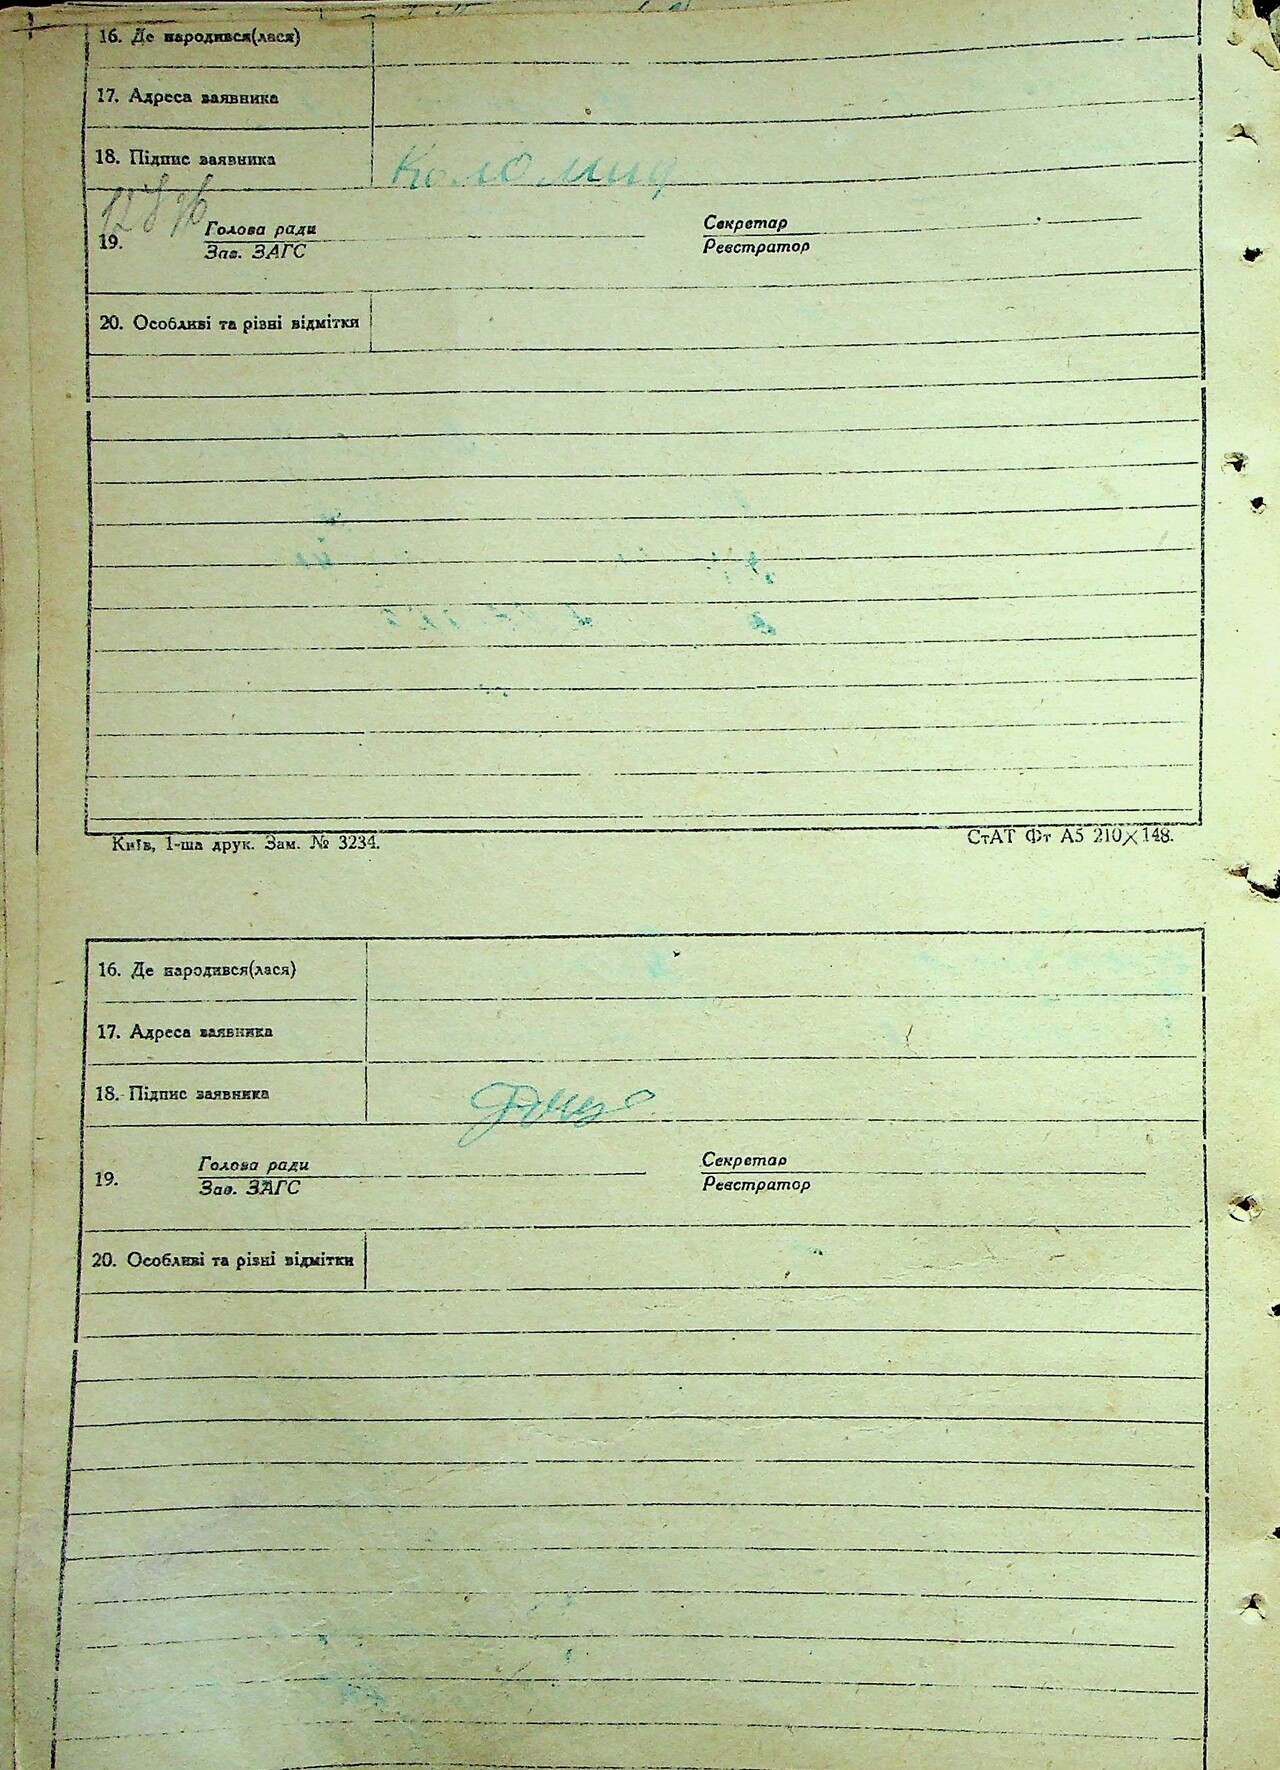 16. Де народився(лася)
17. Адреса заявника
18. Підпис заявника Коломид
19. Голова ради Секретар
Зав. ЗАГС Реєстратор
20. Особливі та різні відмітки
Київ, 1-ша друк. Зам. № 3234. СтАТ Фт А5 210×148.
16. Де народився(лася)
17. Адреса заявника
18. Підпис заявника
19. Голова ради Секретар
Зав. ЗАГС Реєстратор
20. Особливі та різні відмітки